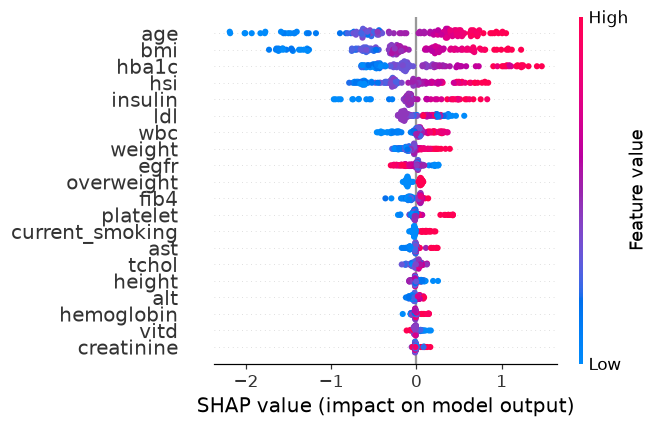 High
age
bmi
hba1c
hsi
insulin
ldl
wbc
weight
egfr
overweight
fib4
platelet
current_smoking
ast
tchol
height
alt
hemoglobin
vitd
creatinine
Feature value
Low
−2 −1 0 1
SHAP value (impact on model output)